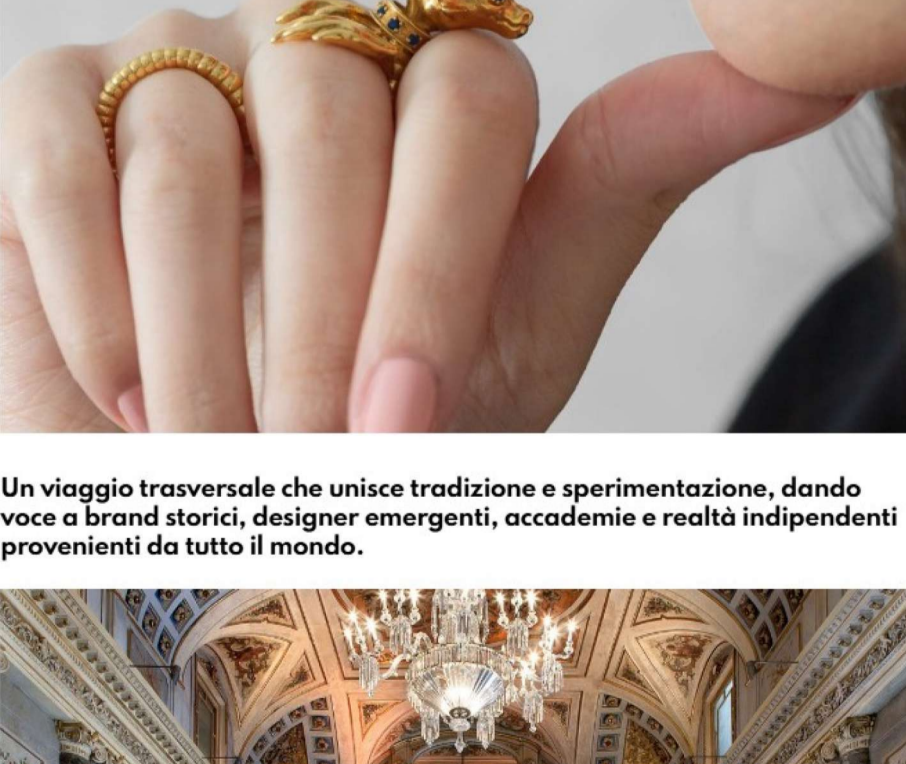 Un viaggio trasversale che unisce tradizione e sperimentazione, dando
voce a brand storici, designer emergenti, accademie e realtà indipendenti
provenienti da tutto il mondo.